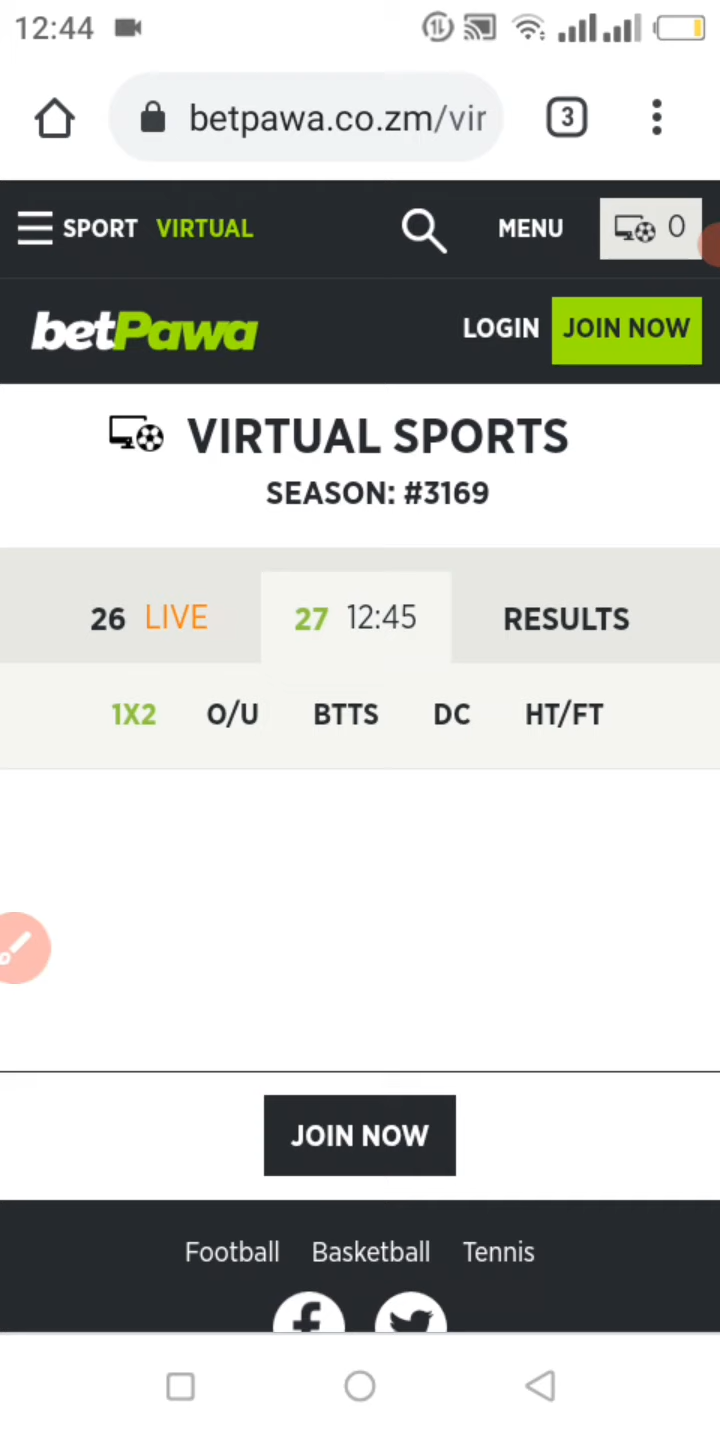 12:44
betpawa.co.zm/vir 3
SPORT VIRTUAL MENU 0
betPawa LOGIN JOIN NOW
VIRTUAL SPORTS
SEASON: #3169
26 LIVE 27 12:45 RESULTS
1X2 O/U BTTS DC HT/FT
JOIN NOW
Football Basketball Tennis